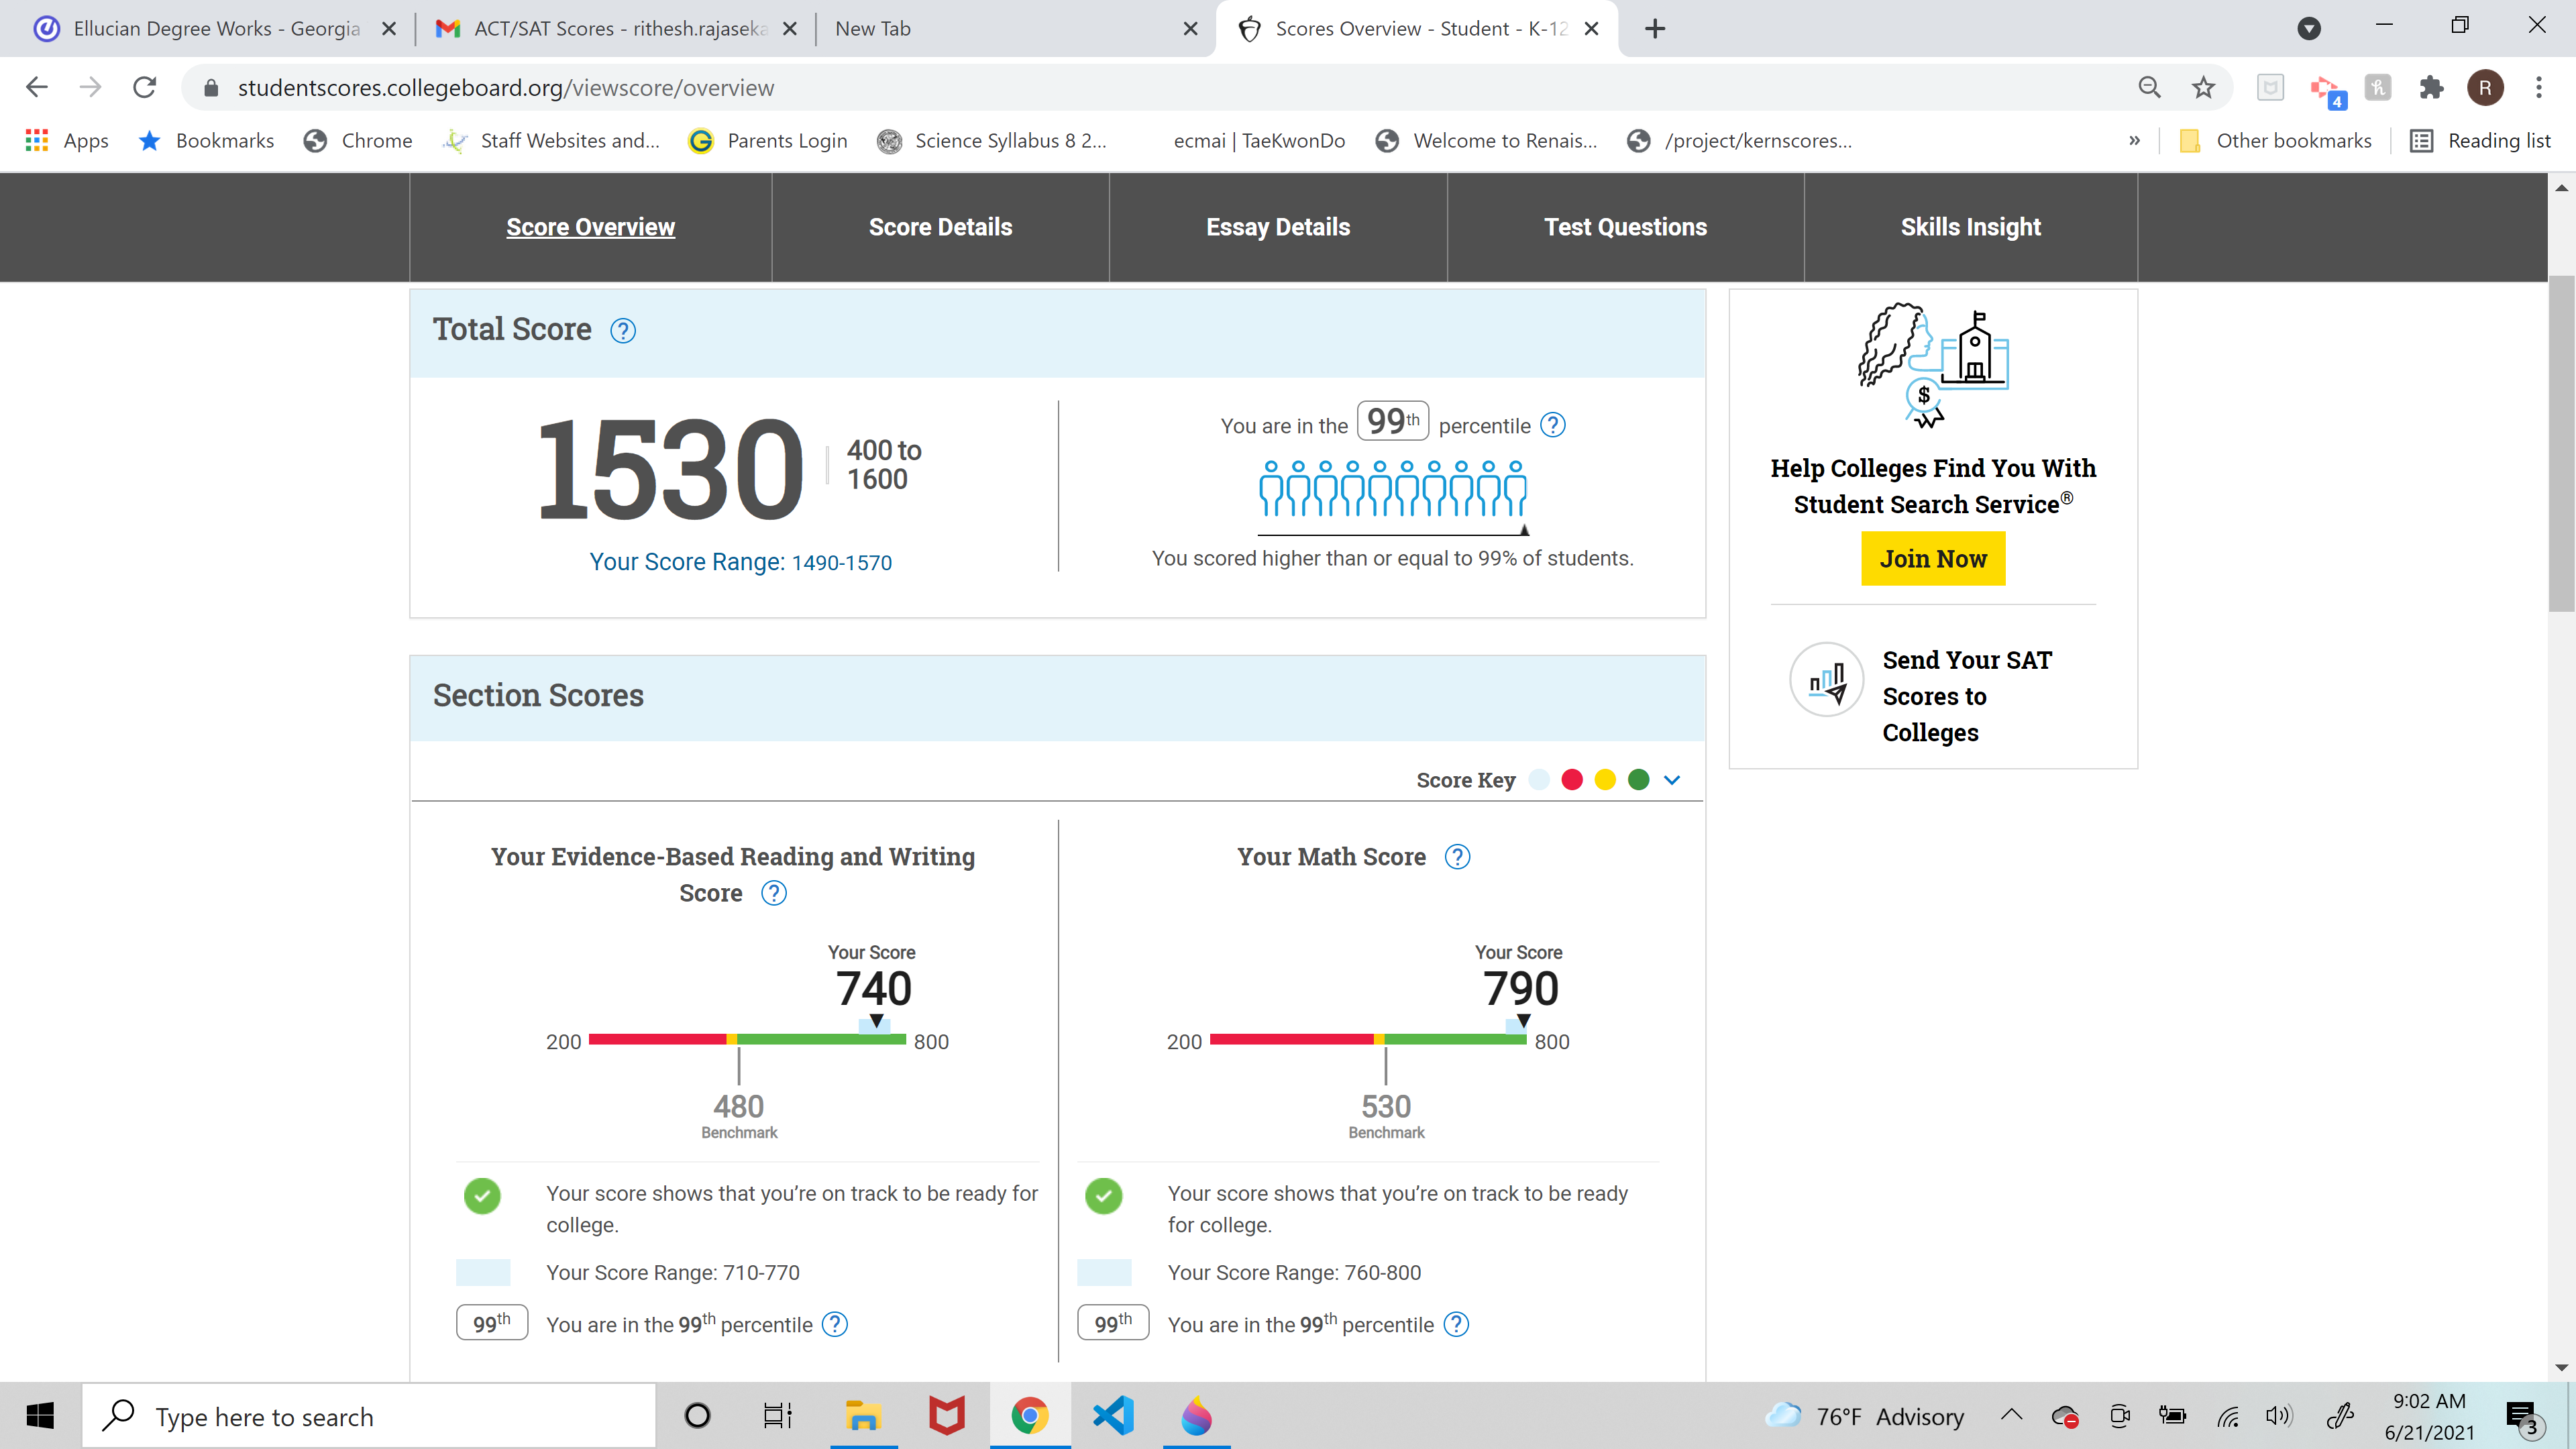 Ellucian Degree Works - Georgia
ACT/SAT Scores - rithesh.rajaseka
New Tab
Scores Overview - Student - K-12
studentscores.collegeboard.org/viewscore/overview
4
R
Apps
Bookmarks
Chrome
Staff Websites and...
Parents Login
Science Syllabus 8 2...
ecmai | TaeKwonDo
Welcome to Renais...
/project/kernscores...
»
Other bookmarks
Reading list
Score Overview
Score Details
Essay Details
Test Questions
Skills Insight
Total Score ?
1530
400 to
1600
Your Score Range: 1490-1570
You are in the 99th percentile ?
You scored higher than or equal to 99% of students.
$
Help Colleges Find You With
Student Search Service®
Join Now
Send Your SAT
Scores to
Colleges
Section Scores
Score Key
Your Evidence-Based Reading and Writing
Score ?
Your Score
740
200
800
480
Benchmark
Your score shows that you’re on track to be ready for
college.
Your Score Range: 710-770
99th
You are in the 99th percentile ?
Your Math Score ?
Your Score
790
200
800
530
Benchmark
Your score shows that you’re on track to be ready
for college.
Your Score Range: 760-800
99th
You are in the 99th percentile ?
Type here to search
76°F Advisory
9:02 AM
6/21/2021
3